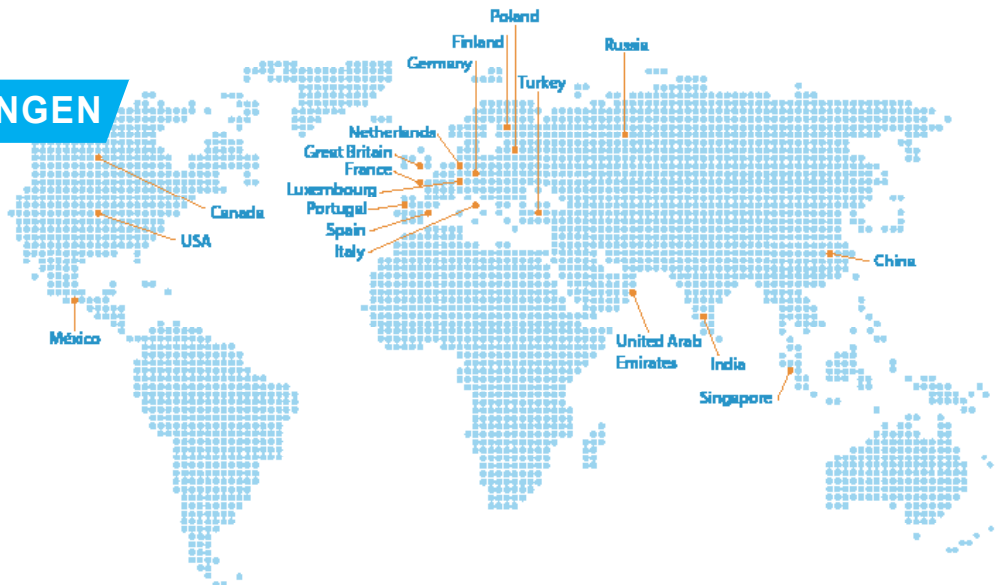 Poland
Finland
Russia
Germany
Turkey
NGEN
Netherlands
Great Britain
France
Luxembourg
Canada
Portugal
USA
Spain
Italy
China
México
United Arab
Emirates
India
Singapore